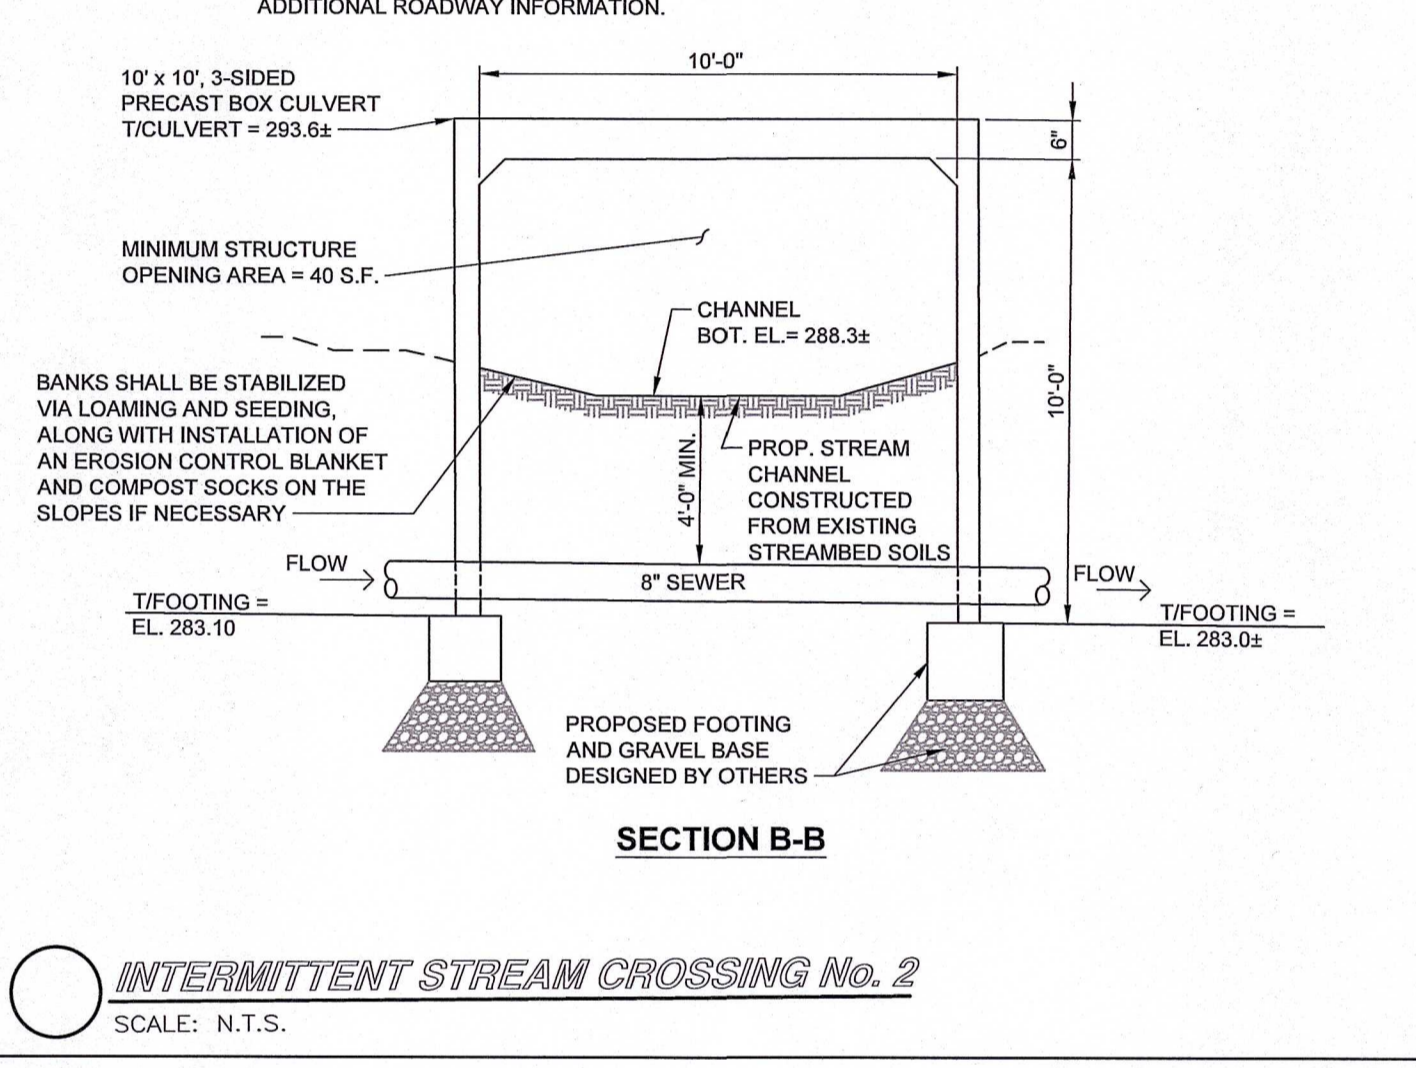 ADDITIONAL ROADWAY INFORMATION.
10'-0"
10' x 10', 3-SIDED
PRECAST BOX CULVERT
T/CULVERT = 293.6±
6"
MINIMUM STRUCTURE
OPENING AREA = 40 S.F.
CHANNEL
BOT. EL.= 288.3±
10'-0"
BANKS SHALL BE STABILIZED
VIA LOAMING AND SEEDING,
ALONG WITH INSTALLATION OF
AN EROSION CONTROL BLANKET
AND COMPOST SOCKS ON THE
SLOPES IF NECESSARY
4'-0" MIN.
PROP. STREAM
CHANNEL
CONSTRUCTED
FROM EXISTING
STREAMBED SOILS
FLOW
8" SEWER
FLOW
T/FOOTING =
EL. 283.10
T/FOOTING =
EL. 283.0±
PROPOSED FOOTING
AND GRAVEL BASE
DESIGNED BY OTHERS
SECTION B-B
INTERMITTENT STREAM CROSSING No. 2
SCALE: N.T.S.